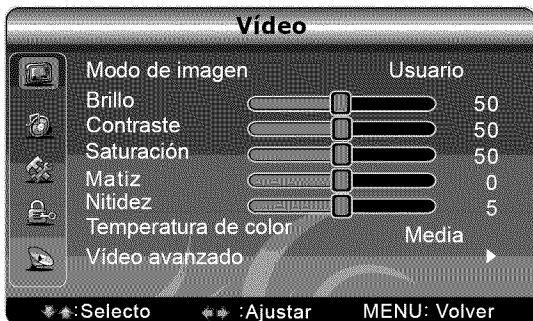 Vídeo
Modo de imagen Usuario
Brillo 50
Contraste 50
Saturación 50
Matiz 0
Nitidez 5
Temperatura de color Media
Vídeo avanzado
:Selecto :Ajustar MENU: Volver